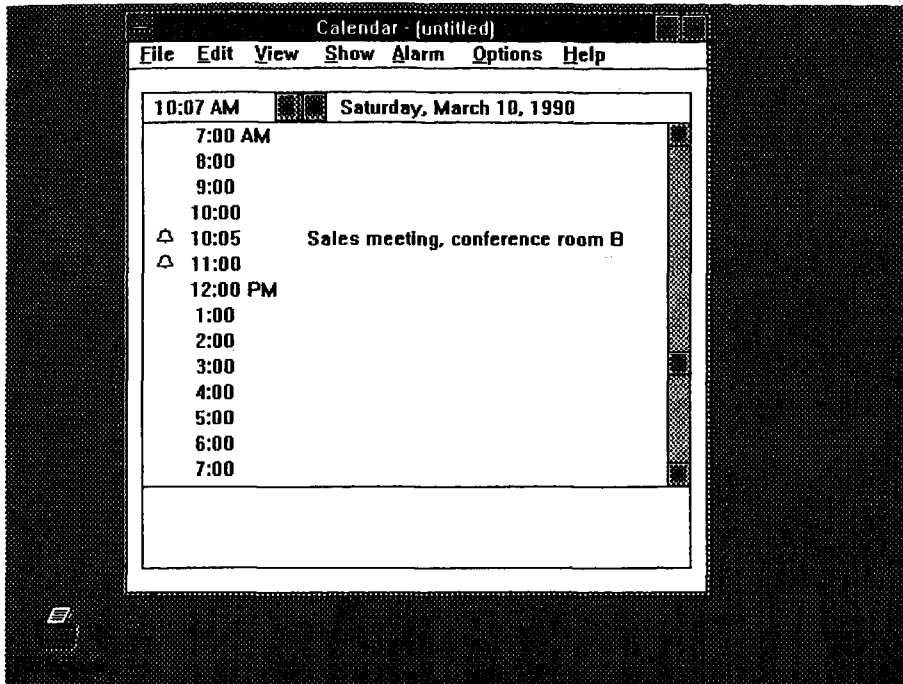 Calendar - (untitled)
File Edit View Show Alarm Options Help
10:07 AM Saturday, March 10, 1990
7:00 AM
8:00
9:00
10:00
10:05 Sales meeting, conference room B
11:00
12:00 PM
1:00
2:00
3:00
4:00
5:00
6:00
7:00